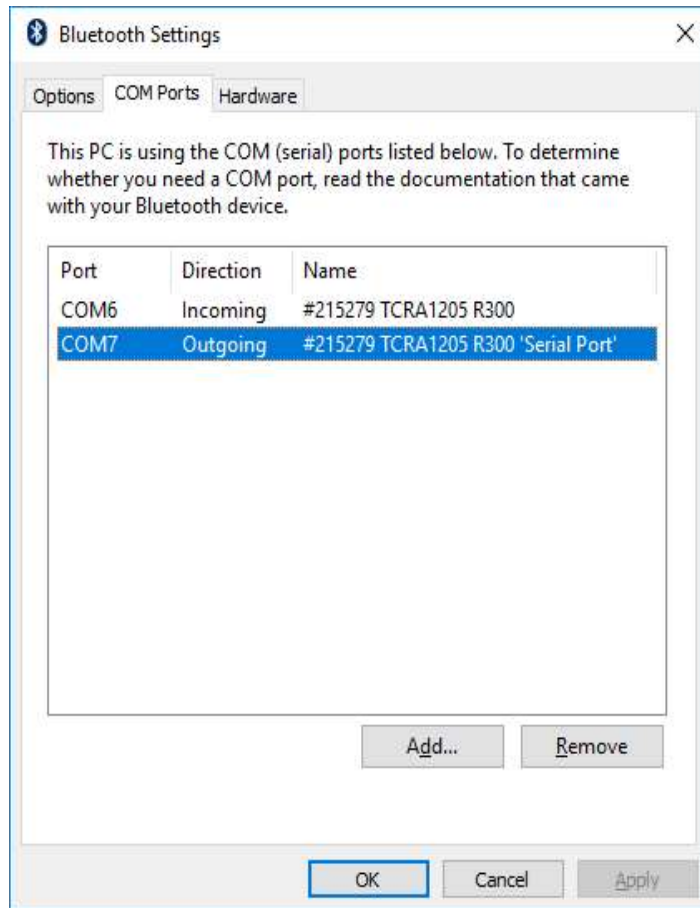 Bluetooth Settings
Options COM Ports Hardware
This PC is using the COM (serial) ports listed below. To determine
whether you need a COM port, read the documentation that came
with your Bluetooth device.
Port Direction Name
COM6 Incoming #215279 TCRA1205 R300
COM7 Outgoing #215279 TCRA1205 R300 'Serial Port'
Add... Remove
OK Cancel Apply